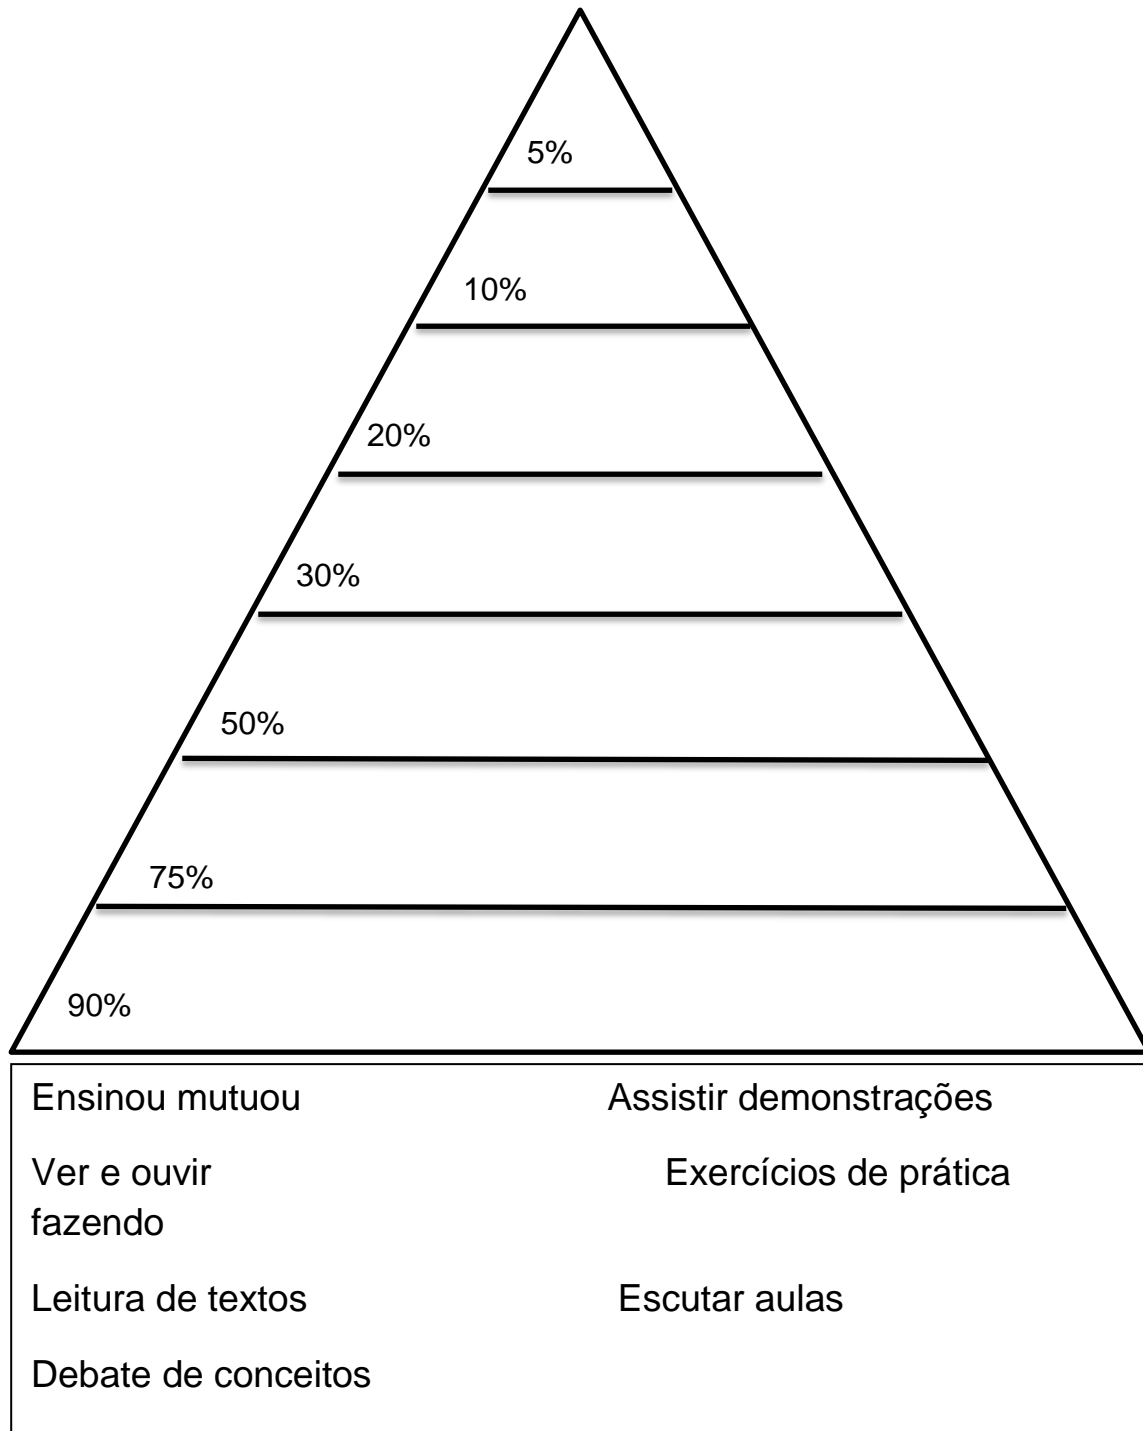 5%
10%
20%
30%
50%
75%
90%
Ensinou mutuou Assistir demonstrações
Ver e ouvir Exercícios de prática
fazendo
Leitura de textos Escutar aulas
Debate de conceitos